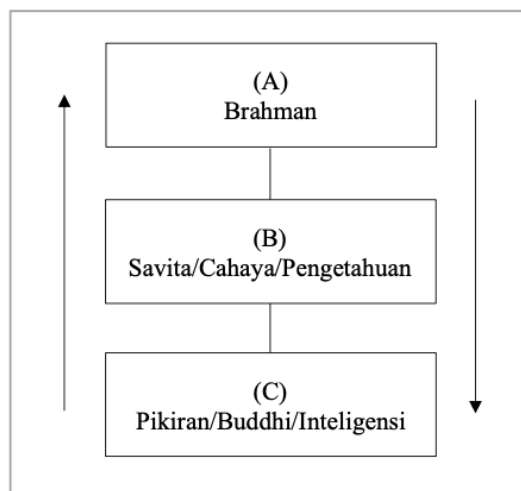 (A)
Brahman
(B)
Savita/Cahaya/Pengetahuan
(C)
Pikiran/Buddhi/Inteligensi